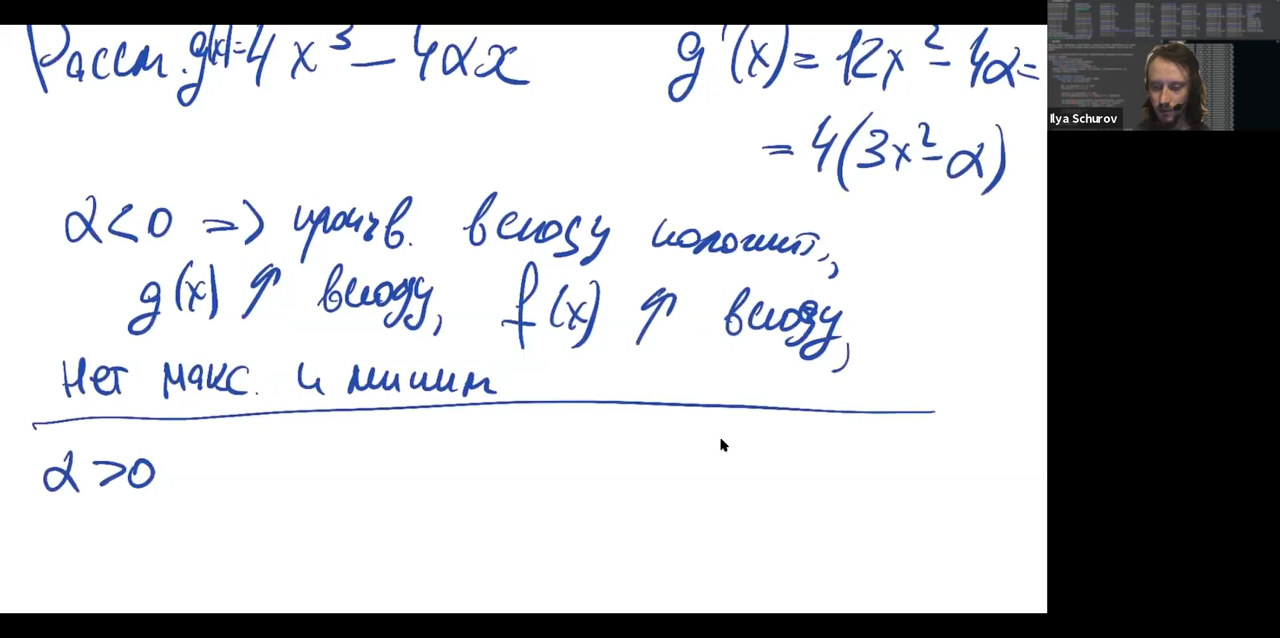 Рассм. g(x)=4x³ − 4αx
g'(x) = 12x² − 4α =
= 4(3x² − α)
α<0 => произв. всюду положит.,
g(x) ↑ всюду, f(x) ↑ всюду,
Нет макс. и миним
α>0
Ilya Schurov